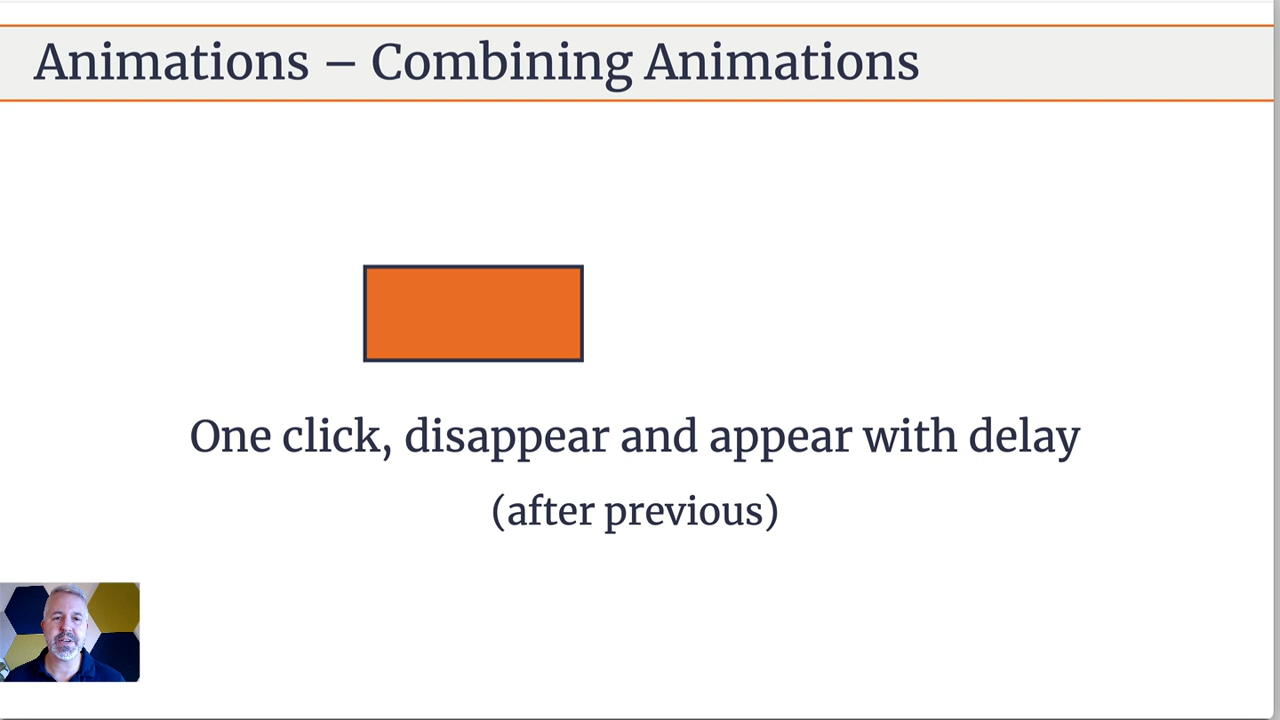 Animations – Combining Animations
One click, disappear and appear with delay
(after previous)